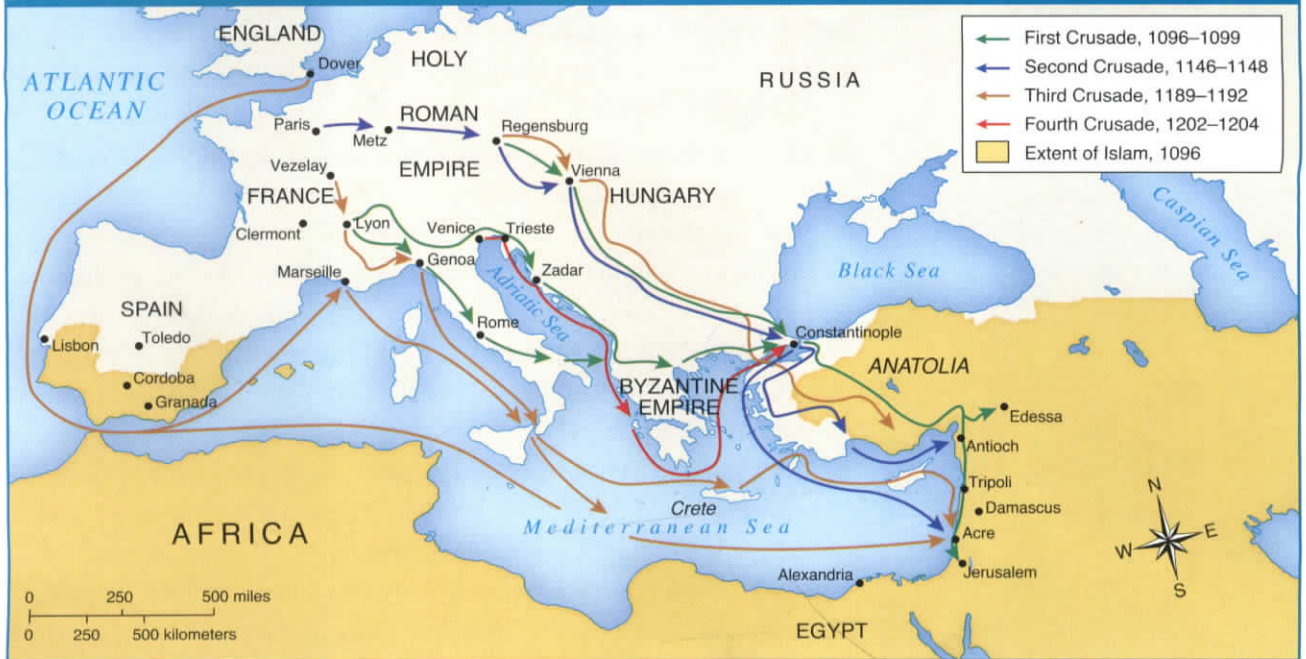 ENGLAND
Dover
HOLY
RUSSIA
First Crusade, 1096–1099
Second Crusade, 1146–1148
Third Crusade, 1189–1192
Fourth Crusade, 1202–1204
Extent of Islam, 1096
ATLANTIC
OCEAN
Paris
Metz
ROMAN
Regensburg
Vezelay
EMPIRE
Vienna
FRANCE
HUNGARY
Clermont
Lyon
Venice
Trieste
Caspian Sea
Marseille
Genoa
Zadar
Adriatic Sea
Black Sea
SPAIN
Rome
Constantinople
Lisbon
Toledo
ANATOLIA
Cordoba
BYZANTINE
EMPIRE
Granada
Edessa
Antioch
Tripoli
Crete
Damascus
AFRICA
Mediterranean Sea
Acre
Alexandria
Jerusalem
N
W
E
S
0 250 500 miles
0 250 500 kilometers
EGYPT